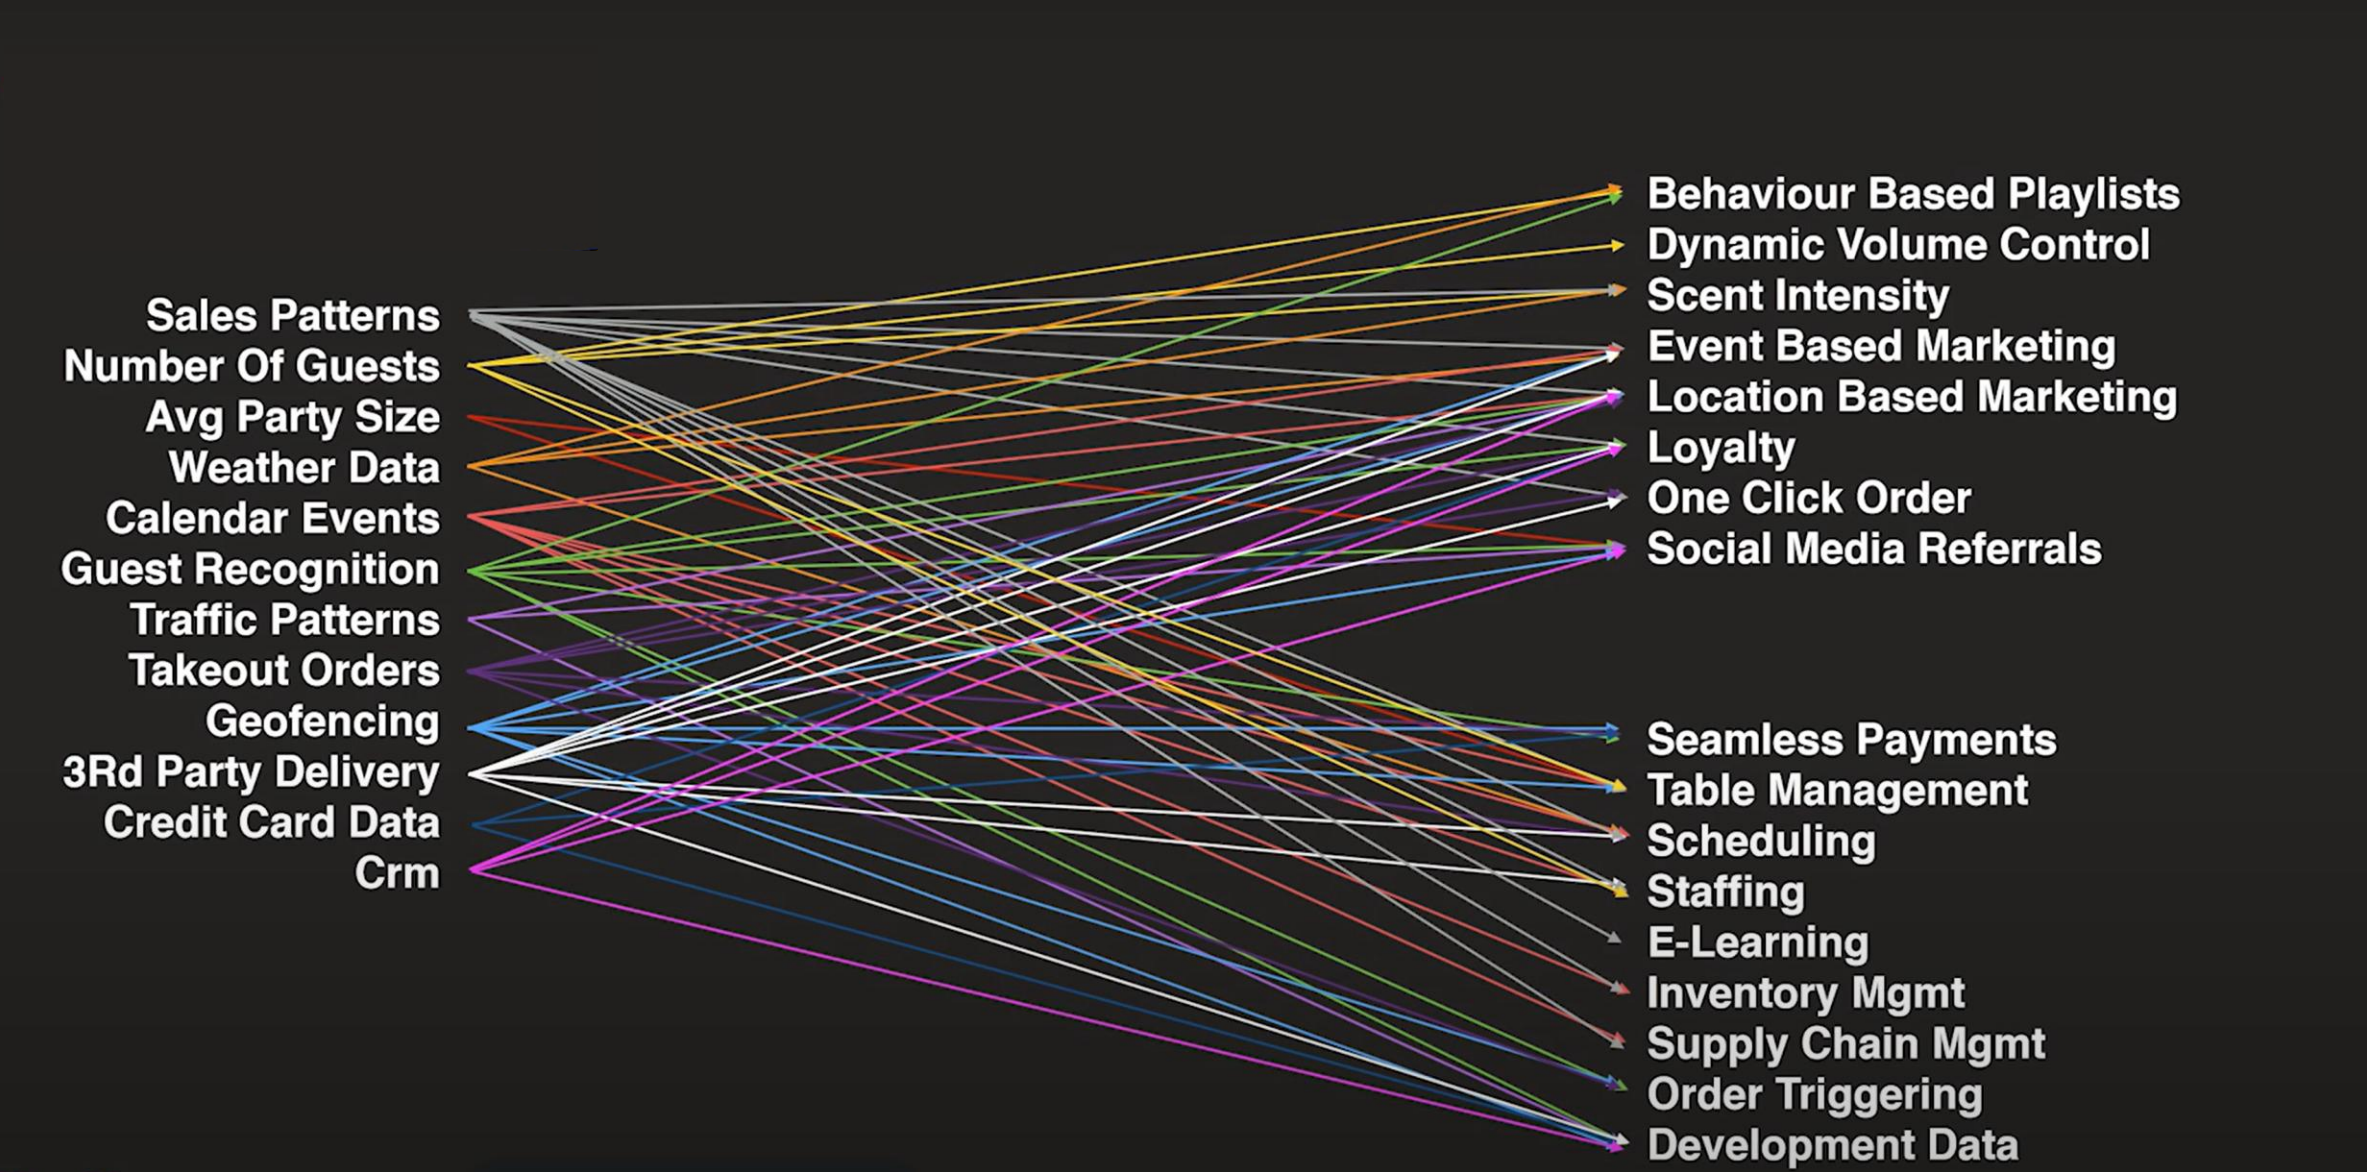 Sales Patterns
Number Of Guests
Avg Party Size
Weather Data
Calendar Events
Guest Recognition
Traffic Patterns
Takeout Orders
Geofencing
3Rd Party Delivery
Credit Card Data
Crm
Behaviour Based Playlists
Dynamic Volume Control
Scent Intensity
Event Based Marketing
Location Based Marketing
Loyalty
One Click Order
Social Media Referrals
Seamless Payments
Table Management
Scheduling
Staffing
E-Learning
Inventory Mgmt
Supply Chain Mgmt
Order Triggering
Development Data